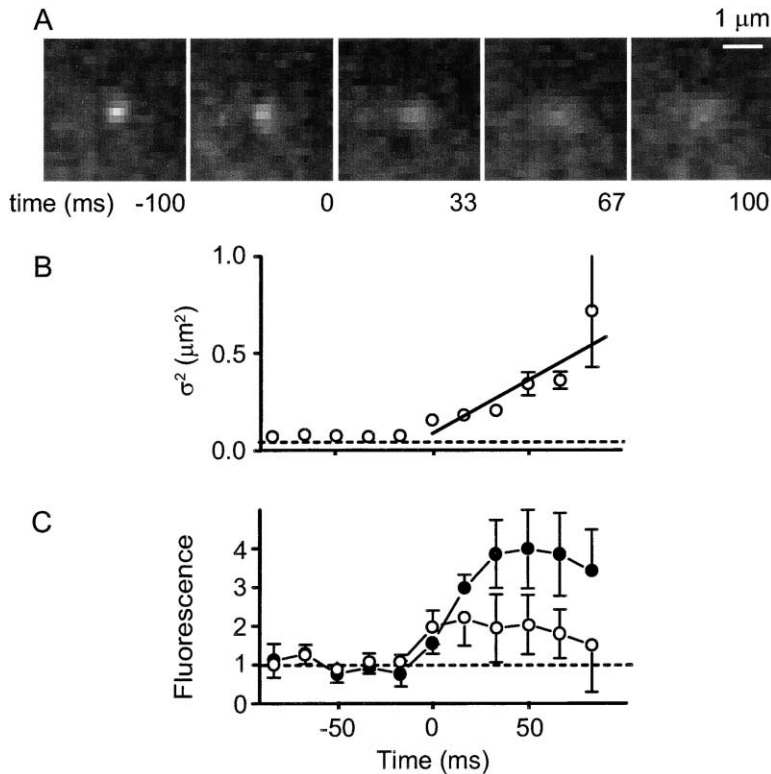 A
1 μm
time (ms) -100 0 33 67 100
B
σ² (μm²)
1.0
0.5
0.0
C
Fluorescence
4
3
2
1
0
-50 0 50
Time (ms)